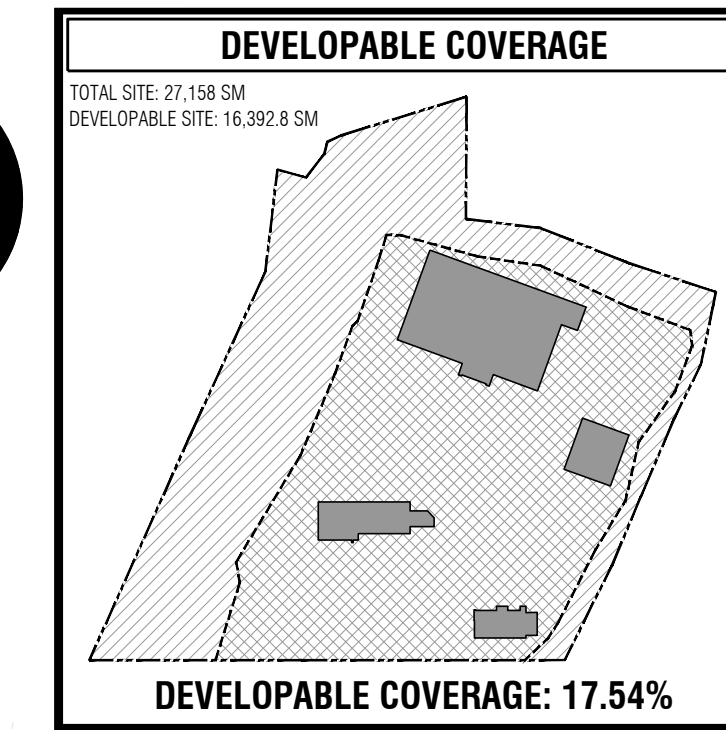 DEVELOPABLE COVERAGE
TOTAL SITE: 27,158 SM
DEVELOPABLE SITE: 16,392.8 SM
DEVELOPABLE COVERAGE: 17.54%